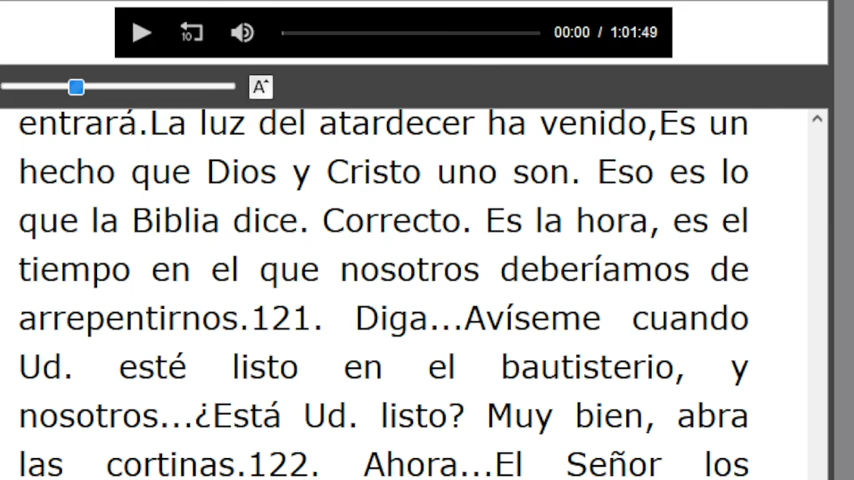 10
00:00 / 1:01:49
A
entrará.La luz del atardecer ha venido,Es un
hecho que Dios y Cristo uno son. Eso es lo
que la Biblia dice. Correcto. Es la hora, es el
tiempo en el que nosotros deberíamos de
arrepentirnos.121. Diga...Avíseme cuando
Ud. esté listo en el bautisterio, y
nosotros...¿Está Ud. listo? Muy bien, abra
las cortinas.122. Ahora...El Señor los